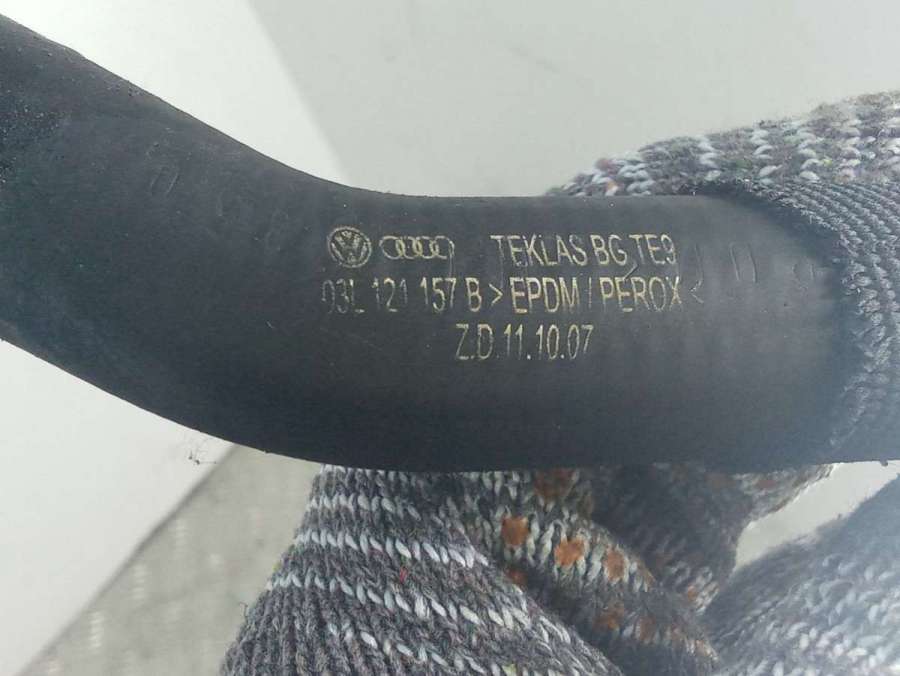 TEKLAS BG TE9
03L 121 157 B > EPDM / PEROX <
Z.D.11.10.07